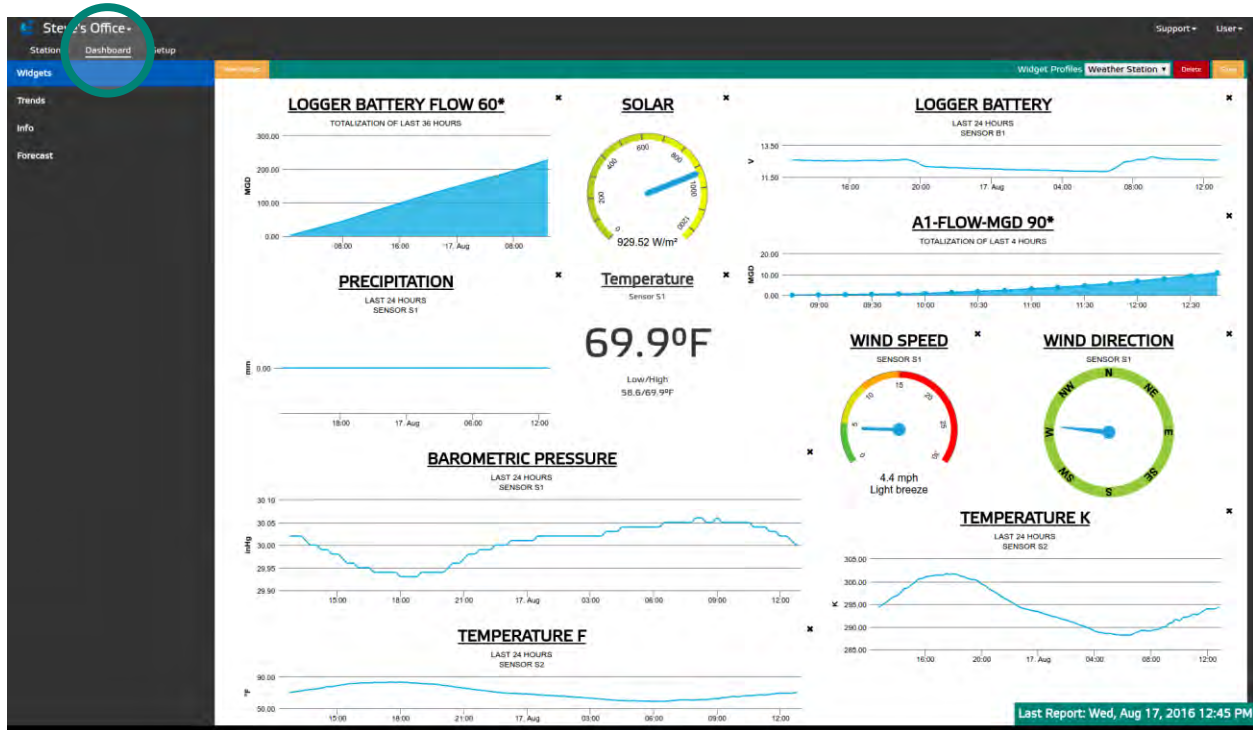 Steve's Office
Support User
Station Dashboard Setup
Widgets
Trends
Info
Forecast
Widget Profiles Weather Station Delete
LOGGER BATTERY FLOW 60*
TOTALIZATION OF LAST 36 HOURS
300.00
200.00
100.00
0.00
MGD
08:00 16:00 17. Aug 08:00
SOLAR
0 200 400 600 800 1000 1200
929.52 W/m²
LOGGER BATTERY
LAST 24 HOURS
SENSOR B1
13.50
11.50
V
16:00 20:00 17. Aug 04:00 08:00 12:00
A1-FLOW-MGD 90*
TOTALIZATION OF LAST 4 HOURS
20.00
10.00
0.00
MGD
09:00 09:30 10:00 10:30 11:00 11:30 12:00 12:30
PRECIPITATION
LAST 24 HOURS
SENSOR S1
mm
0.00
18:00 17. Aug 06:00 12:00
Temperature
Sensor S1
69.9ºF
Low/High
58.6/69.9ºF
WIND SPEED
SENSOR S1
0 5 10 15 20 25 30
4.4 mph
Light breeze
WIND DIRECTION
SENSOR S1
N NE E SE S SW W NW
BAROMETRIC PRESSURE
LAST 24 HOURS
SENSOR S1
30.10
30.05
30.00
29.95
29.90
inHg
15:00 18:00 21:00 17. Aug 03:00 06:00 09:00 12:00
TEMPERATURE K
LAST 24 HOURS
SENSOR S2
305.00
300.00
295.00
290.00
285.00
K
16:00 20:00 17. Aug 04:00 08:00 12:00
TEMPERATURE F
LAST 24 HOURS
SENSOR S2
90.00
50.00
ºF
15:00 18:00 21:00 17. Aug 03:00 06:00 09:00 12:00
Last Report: Wed, Aug 17, 2016 12:45 PM